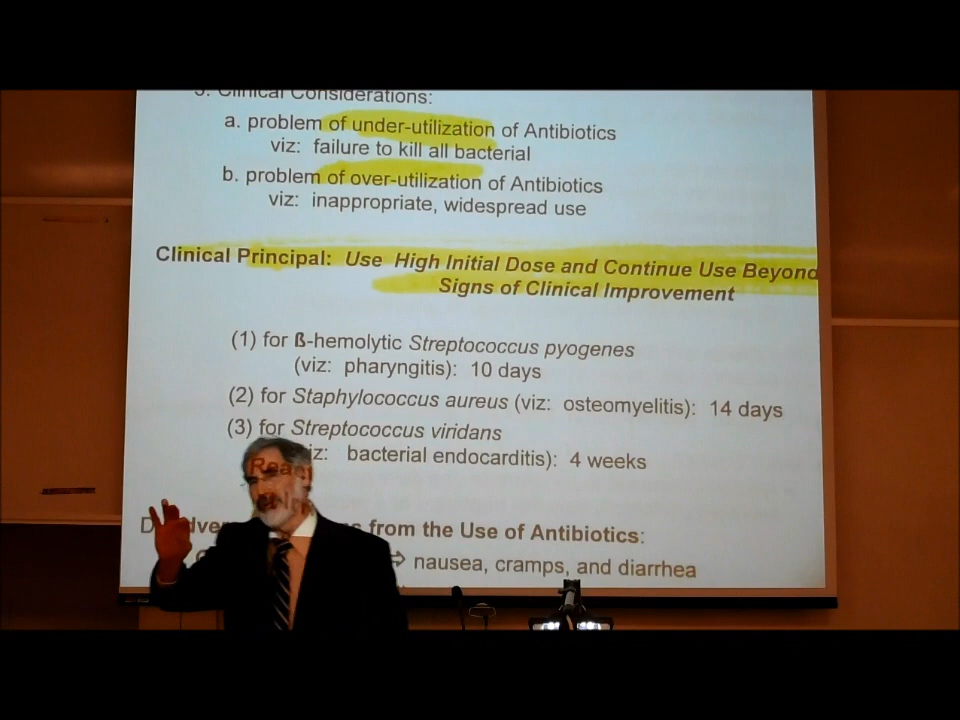 3. Clinical Considerations:
a. problem of under-utilization of Antibiotics
viz: failure to kill all bacterial
b. problem of over-utilization of Antibiotics
viz: inappropriate, widespread use
Clinical Principal: Use High Initial Dose and Continue Use Beyond
Signs of Clinical Improvement
(1) for ß-hemolytic Streptococcus pyogenes
(viz: pharyngitis): 10 days
(2) for Staphylococcus aureus (viz: osteomyelitis): 14 days
(3) for Streptococcus viridans
iz: bacterial endocarditis): 4 weeks
D. dver s from the Use of Antibiotics:
⇨ nausea, cramps, and diarrhea